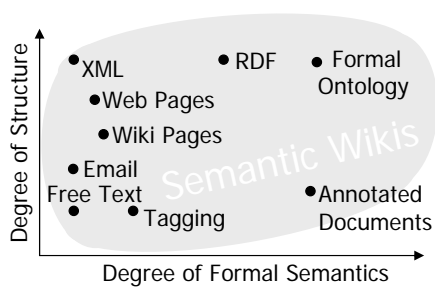 Degree of Structure
XML
RDF
Formal
Ontology
Web Pages
Wiki Pages
Semantic Wikis
Email
Free Text
Tagging
Annotated
Documents
Degree of Formal Semantics